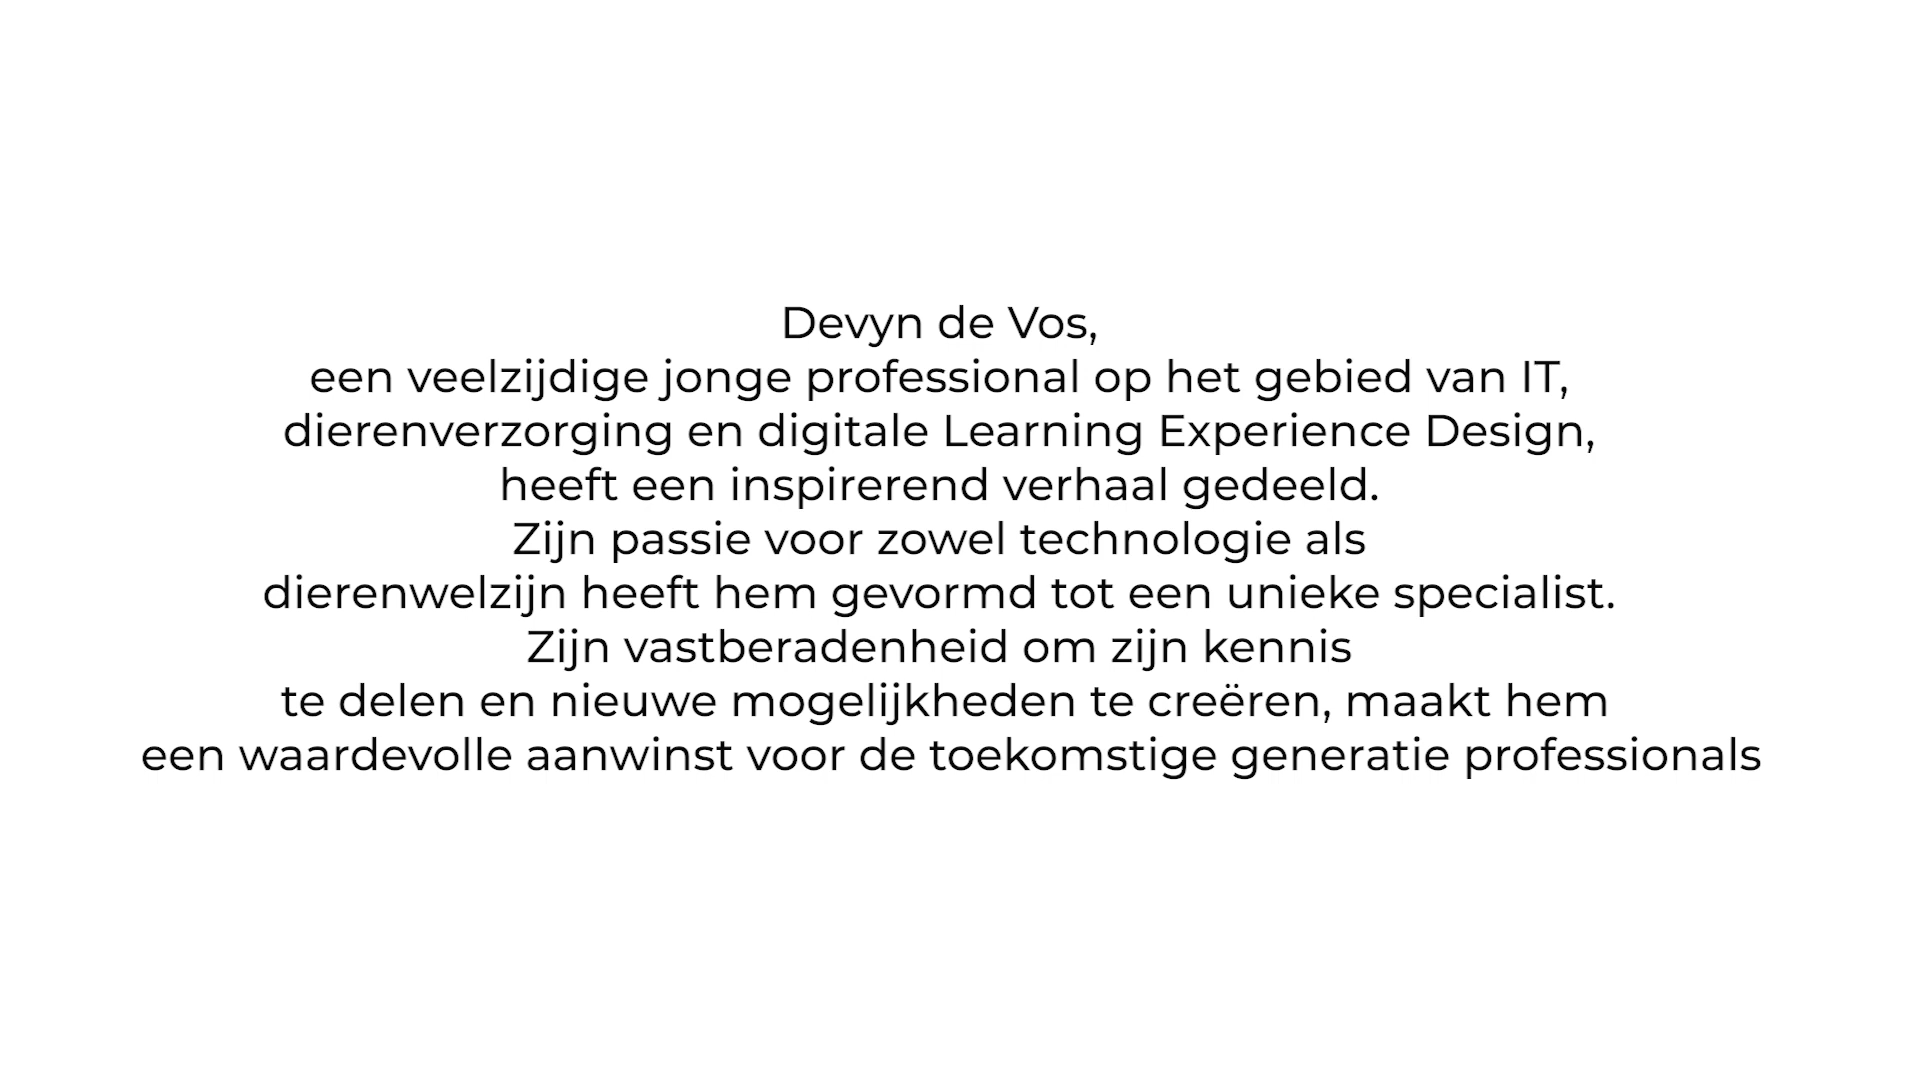 Devyn de Vos,
een veelzijdige jonge professional op het gebied van IT,
dierenverzorging en digitale Learning Experience Design,
heeft een inspirerend verhaal gedeeld.
Zijn passie voor zowel technologie als
dierenwelzijn heeft hem gevormd tot een unieke specialist.
Zijn vastberadenheid om zijn kennis
te delen en nieuwe mogelijkheden te creëren, maakt hem
een waardevolle aanwinst voor de toekomstige generatie professionals